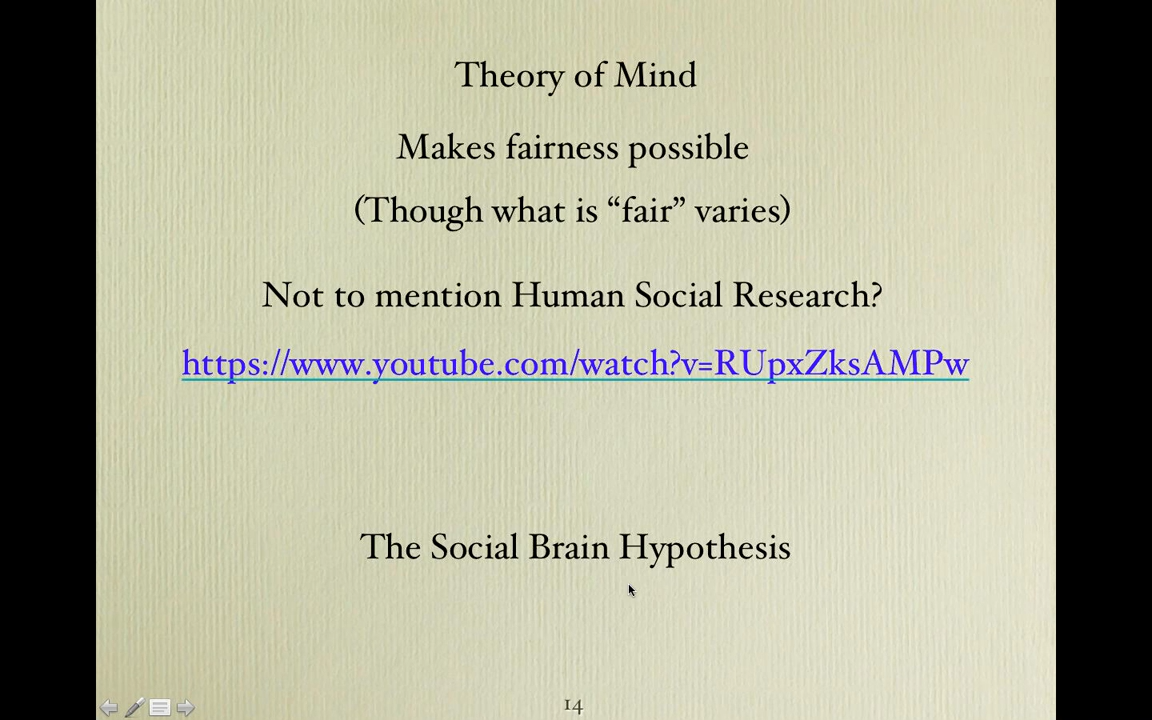 Theory of Mind
Makes fairness possible
(Though what is “fair” varies)
Not to mention Human Social Research?
https://www.youtube.com/watch?v=RUpxZksAMPw
The Social Brain Hypothesis
14